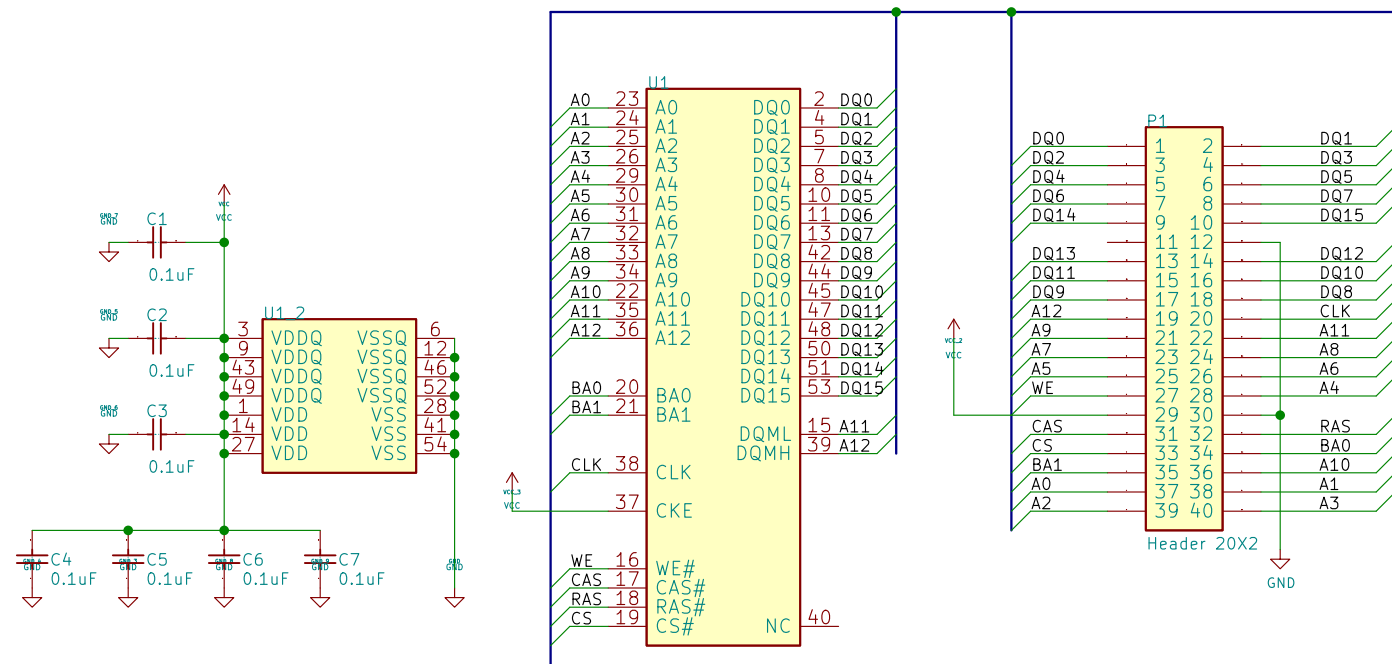 VCC
VCC
GND
C1
0.1uF
GND
C2
0.1uF
GND
C3
0.1uF
U1_2
3 VDDQ VSSQ 6
9 VDDQ VSSQ 12
43 VDDQ VSSQ 46
49 VDDQ VSSQ 52
1 VDD VSS 28
14 VDD VSS 41
27 VDD VSS 54
GND C4 0.1uF
GND C5 0.1uF
GND C6 0.1uF
GND C7 0.1uF
GND
U1
A0 23 A0 DQ0 2 DQ0
A1 24 A1 DQ1 4 DQ1
A2 25 A2 DQ2 5 DQ2
A3 26 A3 DQ3 7 DQ3
A4 29 A4 DQ4 8 DQ4
A5 30 A5 DQ5 10 DQ5
A6 31 A6 DQ6 11 DQ6
A7 32 A7 DQ7 13 DQ7
A8 33 A8 DQ8 42 DQ8
A9 34 A9 DQ9 44 DQ9
A10 22 A10 DQ10 45 DQ10
A11 35 A11 DQ11 47 DQ11
A12 36 A12 DQ12 48 DQ12
DQ13 50 DQ13
DQ14 51 DQ14
BA0 20 BA0 DQ15 53 DQ15
BA1 21 BA1
DQML 15 A11
DQMH 39 A12
CLK 38 CLK
VCC_3
VCC
37 CKE
WE 16 WE#
CAS 17 CAS#
RAS 18 RAS#
CS 19 CS# NC 40
P1
DQ0 1 2 DQ1
DQ2 3 4 DQ3
DQ4 5 6 DQ5
DQ6 7 8 DQ7
DQ14 9 10 DQ15
11 12
DQ13 13 14 DQ12
DQ11 15 16 DQ10
DQ9 17 18 DQ8
A12 19 20 CLK
A9 21 22 A11
A7 23 24 A8
A5 25 26 A6
WE 27 28 A4
VCC_2
VCC
29 30
CAS 31 32 RAS
CS 33 34 BA0
BA1 35 36 A10
A0 37 38 A1
A2 39 40 A3
Header 20X2
GND